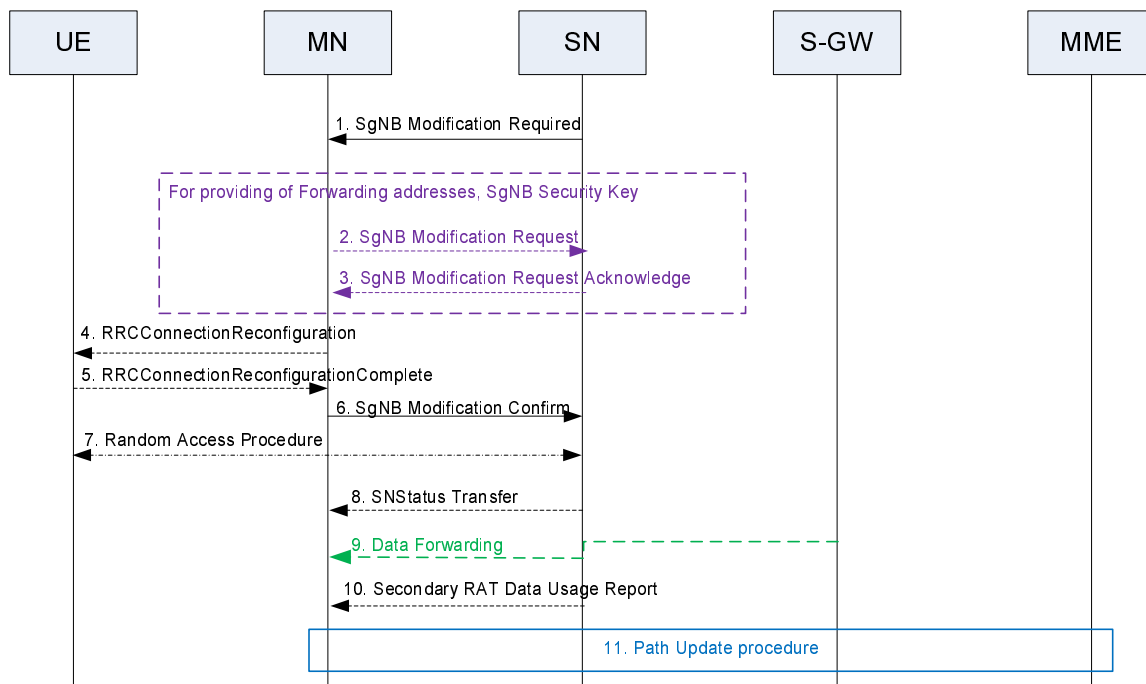 UE MN SN S-GW MME
1. SgNB Modification Required
For providing of Forwarding addresses, SgNB Security Key
2. SgNB Modification Request
3. SgNB Modification Request Acknowledge
4. RRCConnectionReconfiguration
5. RRCConnectionReconfigurationComplete
6. SgNB Modification Confirm
7. Random Access Procedure
8. SNStatus Transfer
9. Data Forwarding
10. Secondary RAT Data Usage Report
11. Path Update procedure